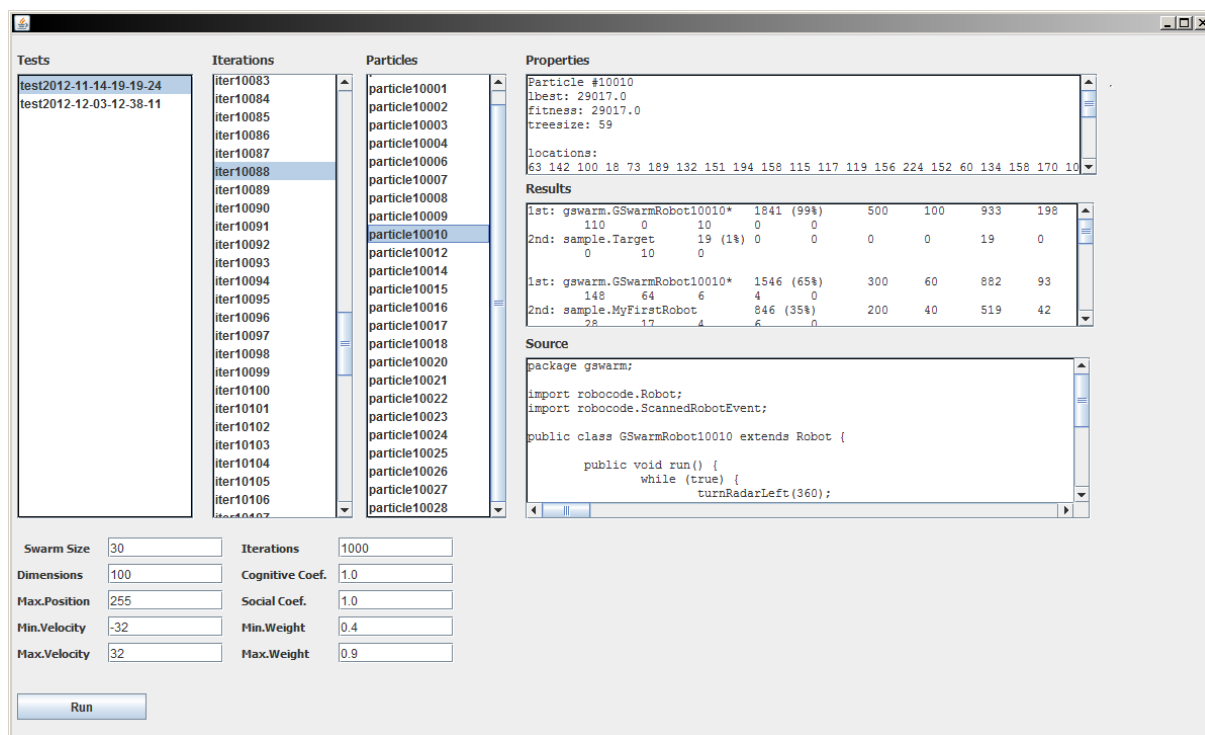 Tests
test2012-11-14-19-19-24
test2012-12-03-12-38-11
Iterations
iter10083
iter10084
iter10085
iter10086
iter10087
iter10088
iter10089
iter10090
iter10091
iter10092
iter10093
iter10094
iter10095
iter10096
iter10097
iter10098
iter10099
iter10100
iter10101
iter10102
iter10103
iter10104
iter10105
iter10106
iter10107
Particles
particle10001
particle10002
particle10003
particle10004
particle10006
particle10007
particle10008
particle10009
particle10010
particle10012
particle10014
particle10015
particle10016
particle10017
particle10018
particle10020
particle10021
particle10022
particle10023
particle10024
particle10025
particle10026
particle10027
particle10028
Properties
Particle #10010
lbest: 29017.0
fitness: 29017.0
treesize: 59
locations:
63 142 100 18 73 189 132 151 194 158 115 117 119 156 224 152 60 134 158 170 10
Results
1st: gswarm.GSwarmRobot10010* 1841 (99%) 500 100 933 198
110 0 10 0 0
2nd: sample.Target 19 (1%) 0 0 0 0 19 0
0 10 0
1st: gswarm.GSwarmRobot10010* 1546 (65%) 300 60 882 93
148 64 6 4 0
2nd: sample.MyFirstRobot 846 (35%) 200 40 519 42
28 17 4 6 0
Source
package gswarm;
import robocode.Robot;
import robocode.ScannedRobotEvent;
public class GSwarmRobot10010 extends Robot {
public void run() {
while (true) {
turnRadarLeft(360);
Swarm Size 30 Iterations 1000
Dimensions 100 Cognitive Coef. 1.0
Max.Position 255 Social Coef. 1.0
Min.Velocity -32 Min.Weight 0.4
Max.Velocity 32 Max.Weight 0.9
Run